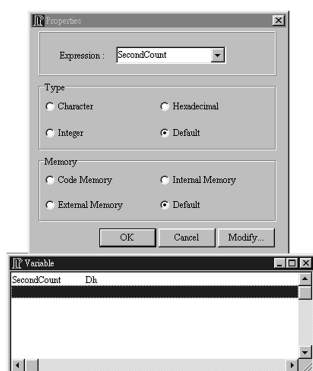 Properties
Expression : SecondCount
Type
Character Hexadecimal
Integer Default
Memory
Code Memory Internal Memory
External Memory Default
OK Cancel Modify...
Variable
SecondCount Dh